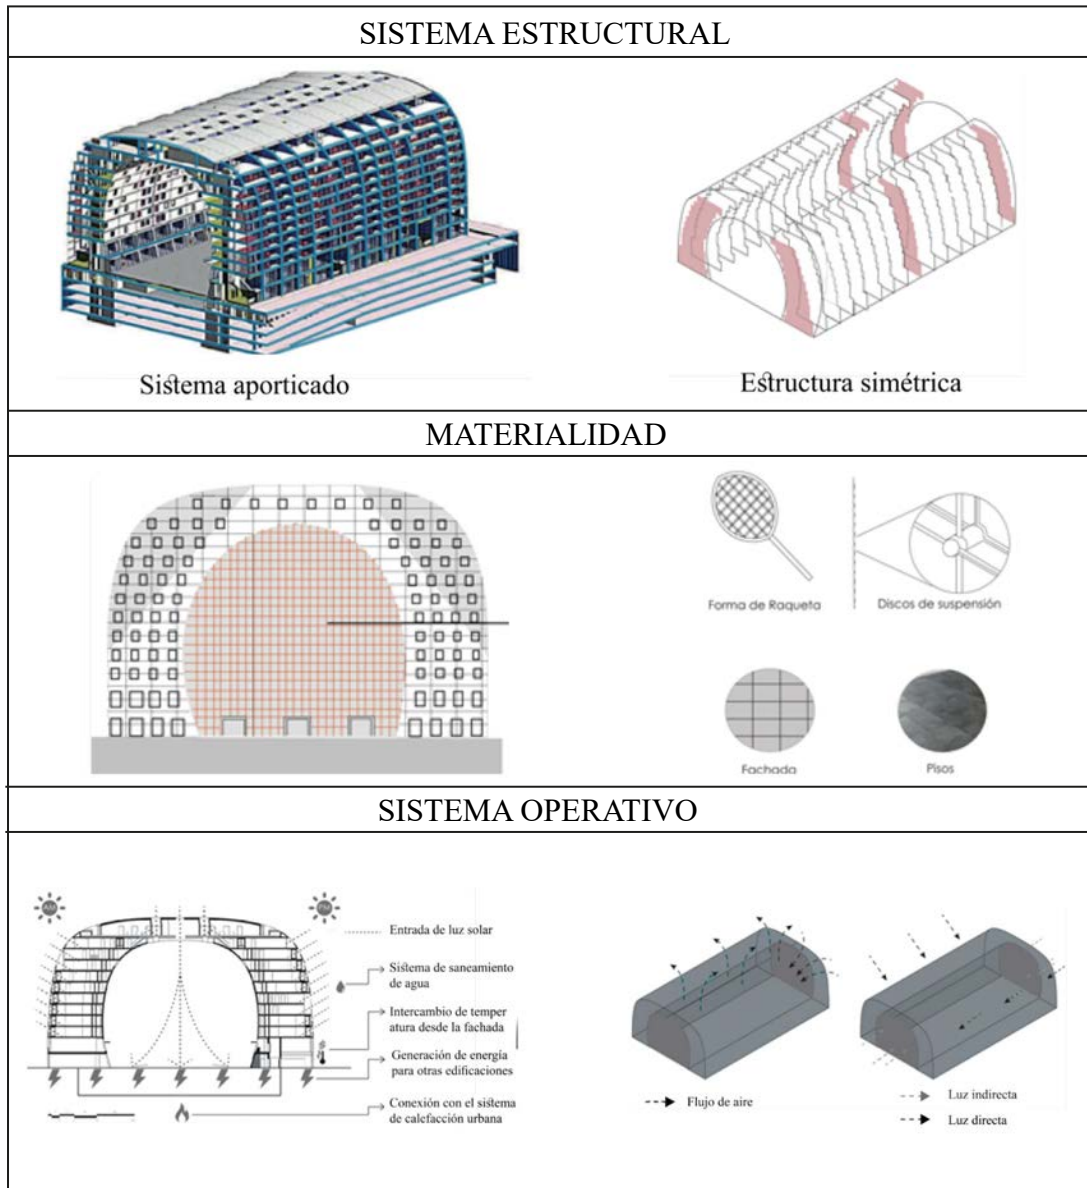 SISTEMA ESTRUCTURAL
Sistema aporticado
Estructura simétrica
MATERIALIDAD
Forma de Raqueta
Discos de suspensión
Fachada
Pisos
SISTEMA OPERATIVO
AM
PM
Entrada de luz solar
Sistema de saneamiento
de agua
Intercambio de temper
atura desde la fachada
Generación de energía
para otras edificaciones
Conexión con el sistema
de calefacción urbana
Flujo de aire
Luz indirecta
Luz directa